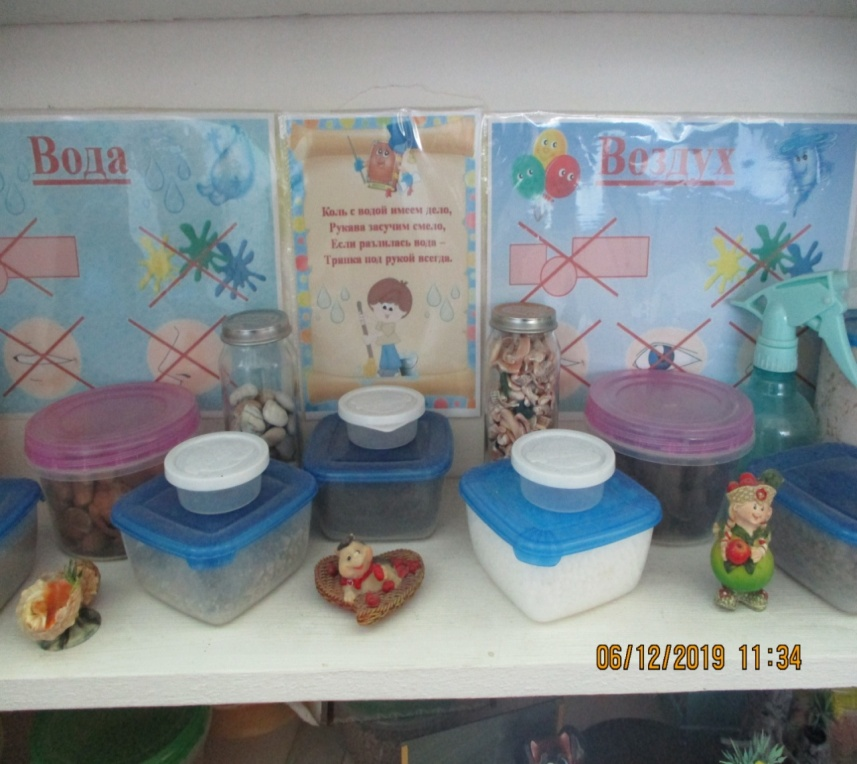 Вода
Коль с водой имеем дело,
Рукава засучим смело,
Если разлилась вода –
Тряпка под рукой всегда.
Воздух
06/12/2019 11:34